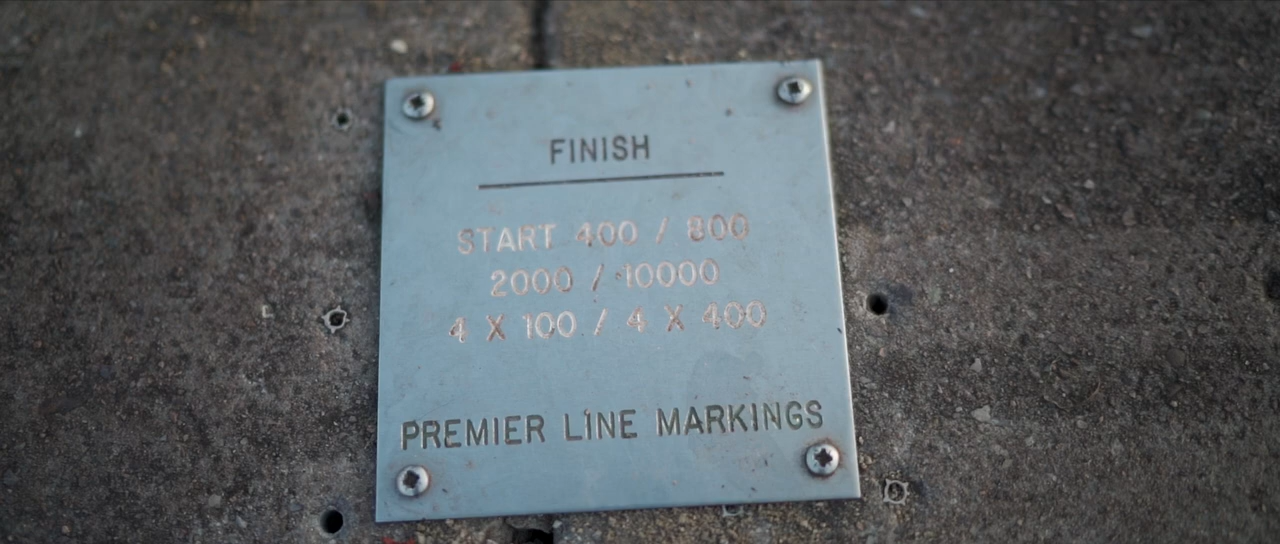 FINISH
START 400 / 800
2000 / 10000
4 X 100 / 4 X 400
PREMIER LINE MARKINGS